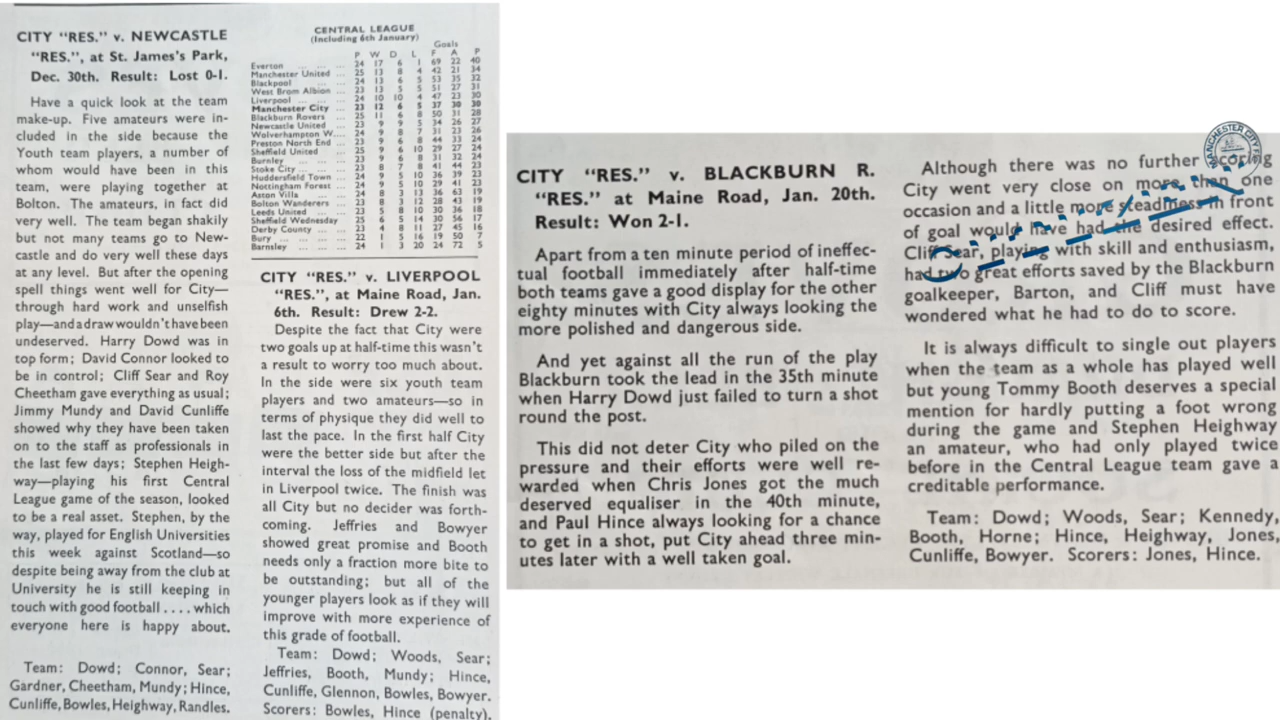 CITY "RES." v. NEWCASTLE
"RES.", at St. James's Park,
Dec. 30th. Result: Lost 0-1.
Have a quick look at the team
make-up. Five amateurs were in-
cluded in the side because the
Youth team players, a number of
whom would have been in this
team, were playing together at
Bolton. The amateurs, in fact did
very well. The team began shakily
but not many teams go to New-
castle and do very well these days
at any level. But after the opening
spell things went well for City—
through hard work and unselfish
play—and a draw wouldn't have been
undeserved. Harry Dowd was in
top form; David Connor looked to
be in control; Cliff Sear and Roy
Cheetham gave everything as usual;
Jimmy Mundy and David Cunliffe
showed why they have been taken
on to the staff as professionals in
the last few days; Stephen Heigh-
way—playing his first Central
League game of the season, looked
to be a real asset. Stephen, by the
way, played for English Universities
this week against Scotland—so
despite being away from the club at
University he is still keeping in
touch with good football . . . . which
everyone here is happy about.
Team: Dowd; Connor, Sear;
Gardner, Cheetham, Mundy; Hince,
Cunliffe, Bowles, Heighway, Randles.
CENTRAL LEAGUE
(Including 6th January)
Goals
P W D L F A P
Everton ... ... ... 24 17 6 1 69 22 40
Manchester United ... 25 13 8 4 42 21 34
Blackpool ... ... 24 13 6 5 53 35 32
West Brom Albion ... 23 13 5 5 51 27 31
Liverpool ... ... ... 24 10 10 4 47 23 30
Manchester City ... 23 12 6 5 37 30 30
Blackburn Rovers ... 25 11 6 8 50 31 28
Newcastle United ... 23 9 9 5 34 26 27
Wolverhampton W.... 24 9 8 7 31 23 26
Preston North End ... 23 9 6 8 44 33 24
Sheffield United ... 25 9 6 10 29 27 24
Burnley ... ... ... 23 9 6 8 31 32 24
Stoke City ... ... 23 8 7 8 41 44 23
Huddersfield Town ... 24 9 5 10 36 39 23
Nottingham Forest ... 24 9 5 10 29 41 23
Aston Villa ... ... 24 8 3 13 36 63 19
Bolton Wanderers ... 23 8 3 12 28 43 19
Leeds United ... ... 23 5 8 10 30 36 18
Sheffield Wednesday 25 6 5 14 30 56 17
Derby County ... ... 23 4 8 11 27 45 16
Bury ... ... ... ... 22 1 5 16 19 50 7
Barnsley ... ... ... 24 1 3 20 24 72 5
CITY "RES." v. LIVERPOOL
"RES.", at Maine Road, Jan.
6th. Result: Drew 2-2.
Despite the fact that City were
two goals up at half-time this wasn't
a result to worry too much about.
In the side were six youth team
players and two amateurs—so in
terms of physique they did well to
last the pace. In the first half City
were the better side but after the
interval the loss of the midfield let
in Liverpool twice. The finish was
all City but no decider was forth-
coming. Jeffries and Bowyer
showed great promise and Booth
needs only a fraction more bite to
be outstanding; but all of the
younger players look as if they will
improve with more experience of
this grade of football.
Team: Dowd; Woods, Sear;
Jeffries, Booth, Mundy; Hince,
Cunliffe, Glennon, Bowles, Bowyer.
Scorers: Bowles, Hince (penalty).
CITY "RES." v. BLACKBURN R.
"RES." at Maine Road, Jan. 20th.
Result: Won 2-1.
Apart from a ten minute period of ineffec-
tual football immediately after half-time
both teams gave a good display for the other
eighty minutes with City always looking the
more polished and dangerous side.
And yet against all the run of the play
Blackburn took the lead in the 35th minute
when Harry Dowd just failed to turn a shot
round the post.
This did not deter City who piled on the
pressure and their efforts were well re-
warded when Chris Jones got the much
deserved equaliser in the 40th minute,
and Paul Hince always looking for a chance
to get in a shot, put City ahead three min-
utes later with a well taken goal.
Although there was no further scoring
City went very close on more than one
occasion and a little more steadiness in front
of goal would have had the desired effect.
Cliff Sear, playing with skill and enthusiasm,
had two great efforts saved by the Blackburn
goalkeeper, Barton, and Cliff must have
wondered what he had to do to score.
It is always difficult to single out players
when the team as a whole has played well
but young Tommy Booth deserves a special
mention for hardly putting a foot wrong
during the game and Stephen Heighway
an amateur, who had only played twice
before in the Central League team gave a
creditable performance.
Team: Dowd; Woods, Sear; Kennedy,
Booth, Horne; Hince, Heighway, Jones,
Cunliffe, Bowyer. Scorers: Jones, Hince.
MANCHESTER CITY